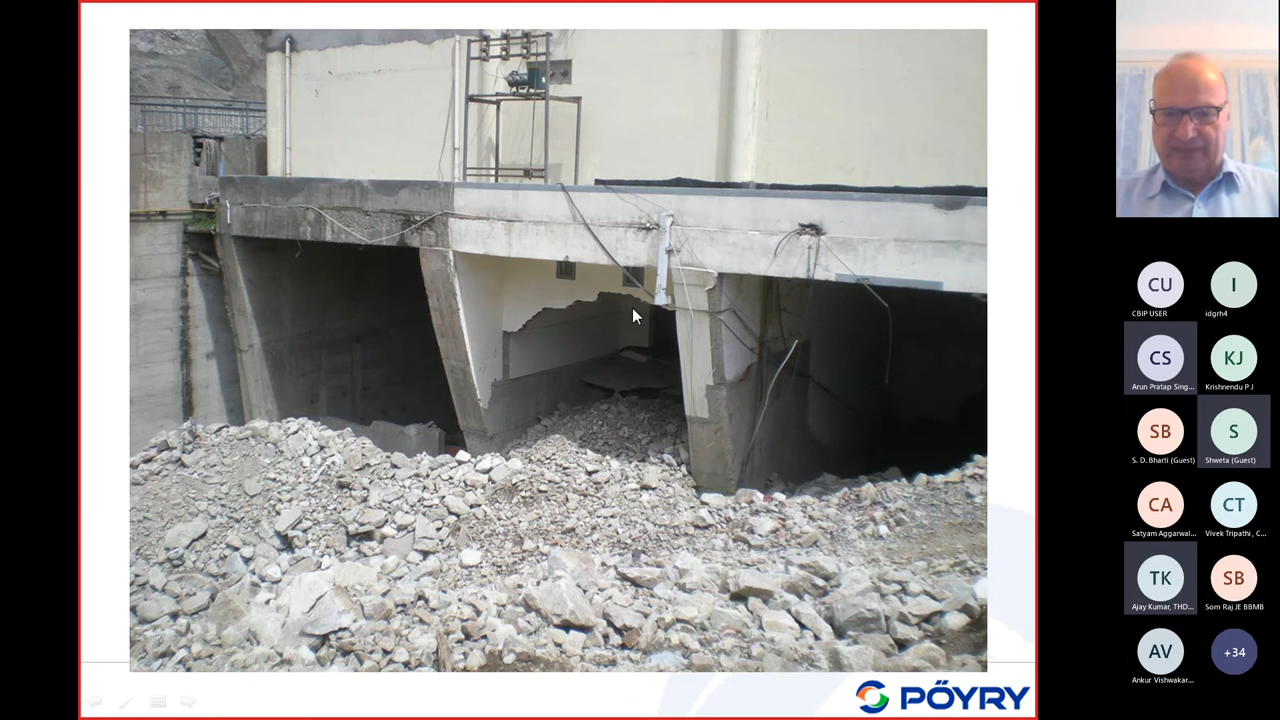 PÖYRY
CU
CBIP USER
I
idgrh4
CS
Arun Pratap Sing...
KJ
Krishnendu P J
SB
S. D. Bharti (Guest)
S
Shweta (Guest)
CA
Satyam Aggarwal...
CT
Vivek Tripathi , C...
TK
Ajay Kumar, THD...
SB
Som Raj JE BBMB
AV
Ankur Vishwakar...
+34